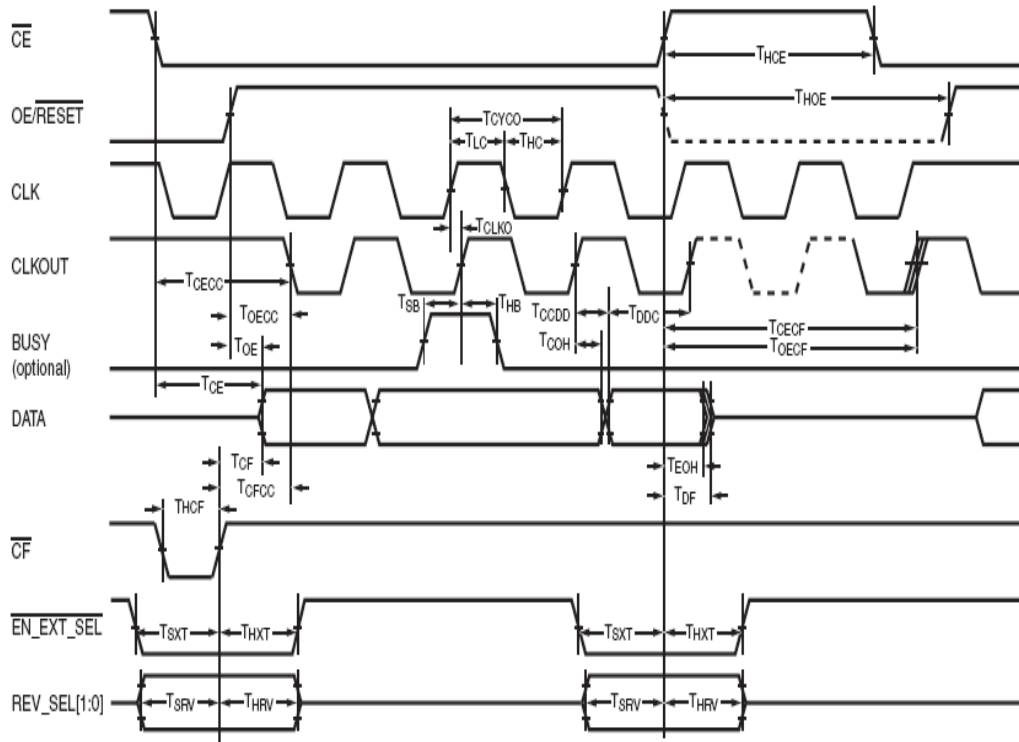 CE
THCE
OE/RESET
THOE
TCYCO
TLC
THC
CLK
TCLKO
CLKOUT
TCECC
TSB
THB
TCCDD
TDDC
TOECC
TCECF
TCOH
TOECF
BUSY
(optional)
TOE
TCE
DATA
TCF
TEOH
TCFCC
TDF
THCF
CF
EN_EXT_SEL
TSXT
THXT
TSXT
THXT
REV_SEL[1:0]
TSRV
THRV
TSRV
THRV